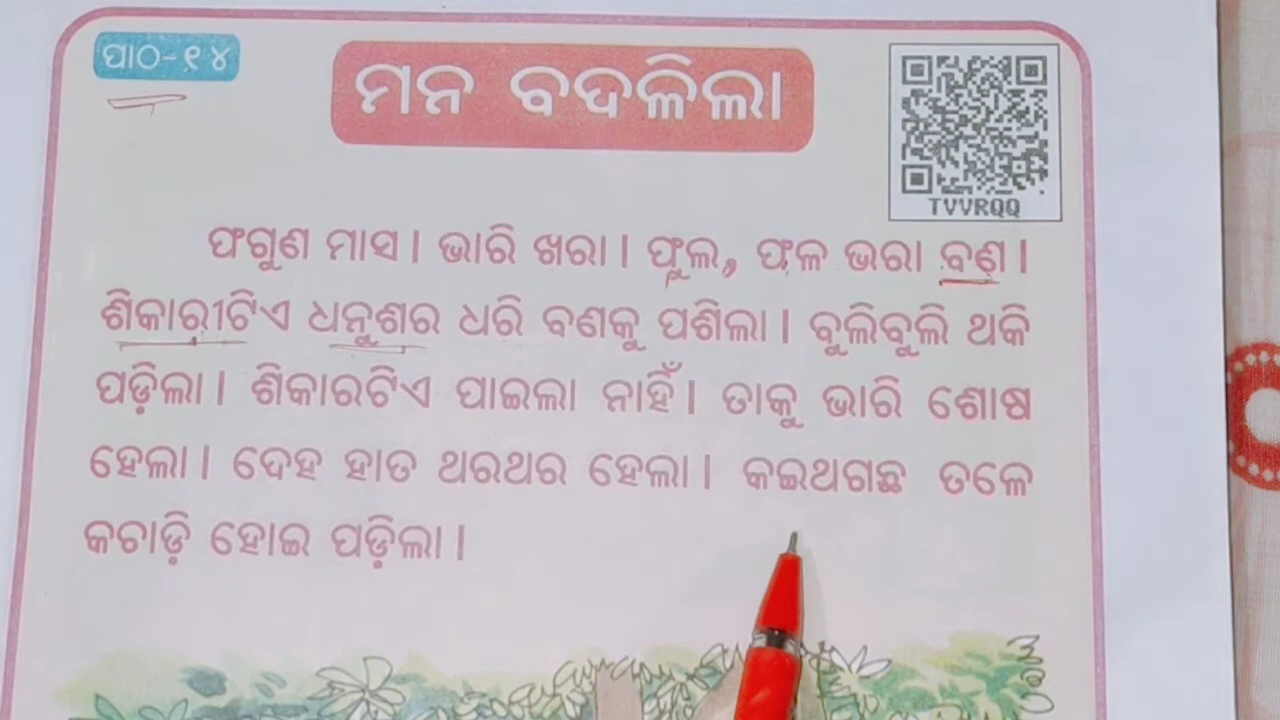 ପାଠ-୧୪
ମନ ବଦଳିଲା
TVVRQQ
ଫଗୁଣ ମାସ । ଭାରି ଖରା । ଫୁଲ, ଫଳ ଭରା ବଣ ।
ଶିକାରୀଟିଏ ଧନୁଶର ଧରି ବଣକୁ ପଶିଲା । ବୁଲିବୁଲି ଥକି
ପଡ଼ିଲା । ଶିକାରଟିଏ ପାଇଲା ନାହିଁ । ତାକୁ ଭାରି ଶୋଷ
ହେଲା । ଦେହ ହାତ ଥରଥର ହେଲା । କଇଥଗଛ ତଳେ
କଚାଡ଼ି ହୋଇ ପଡ଼ିଲା ।